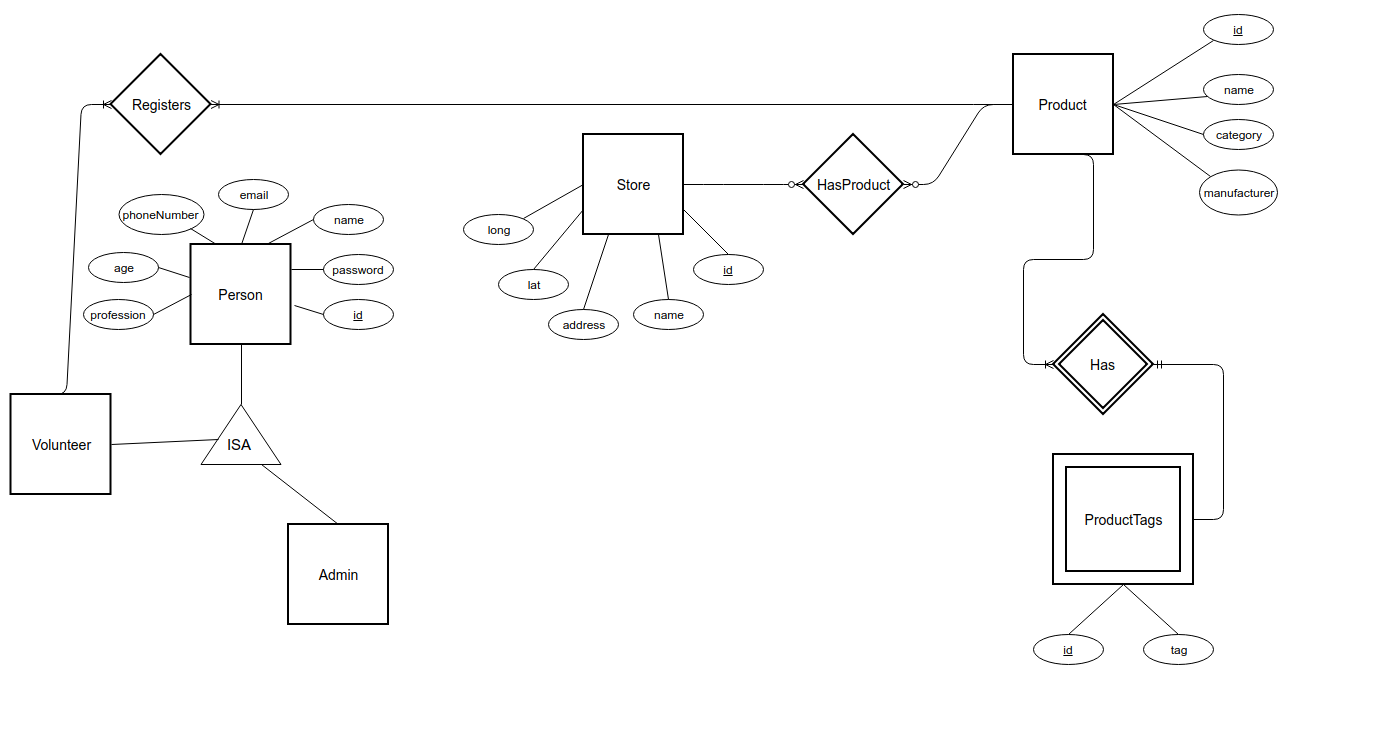 id
Registers
Product
name
category
Store
HasProduct
manufacturer
email
phoneNumber
name
long
age
password
id
Person
lat
profession
id
address
name
Has
Volunteer
ISA
ProductTags
Admin
id
tag